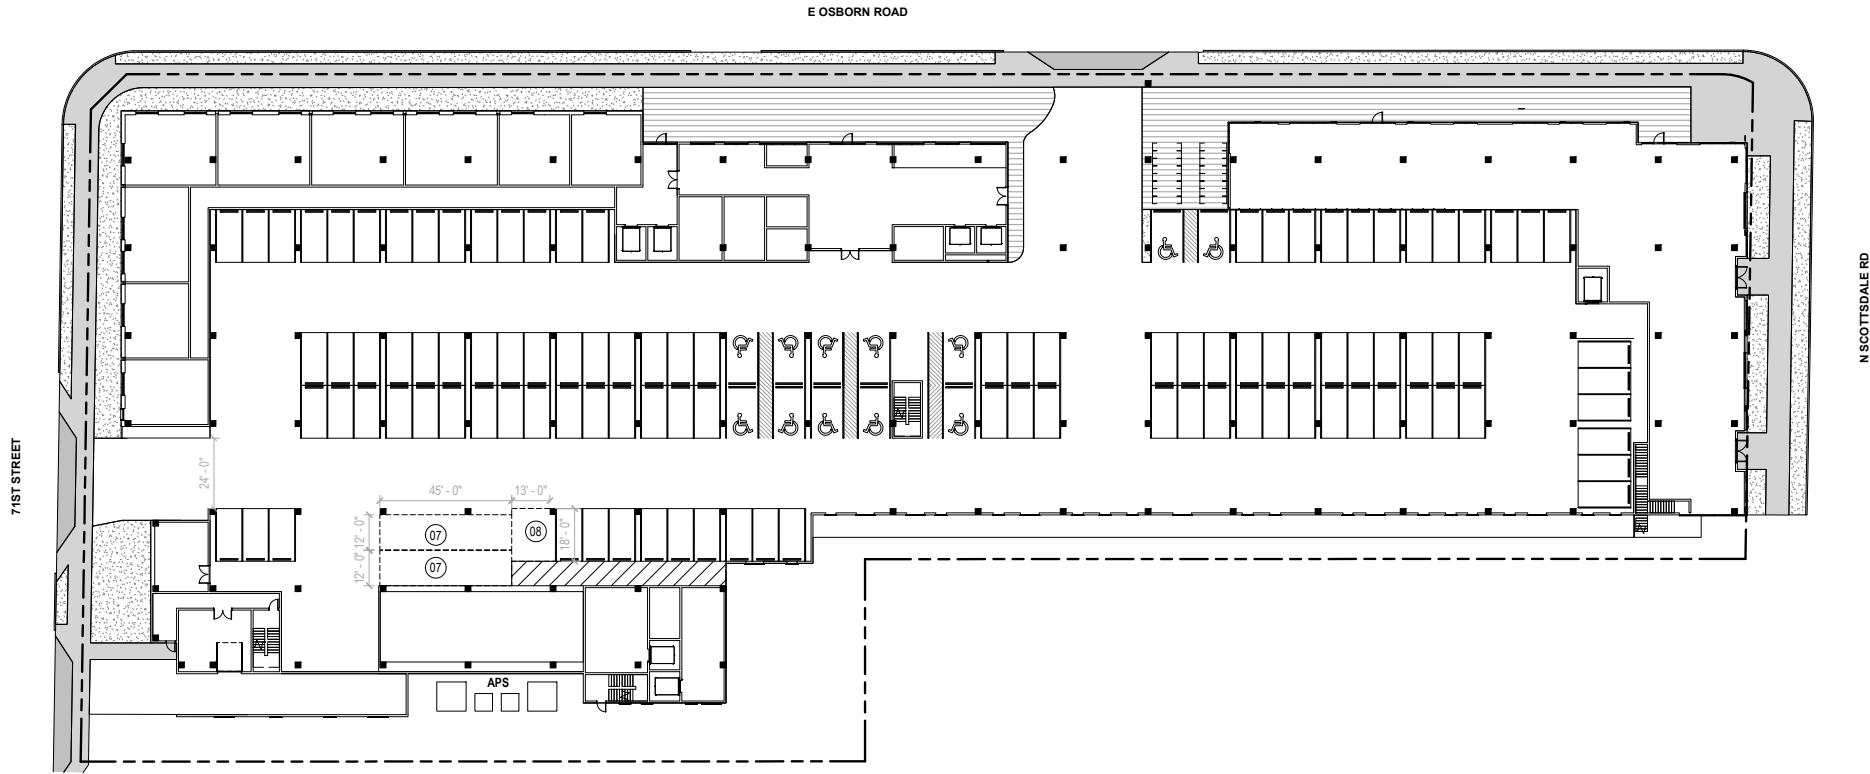 E OSBORN ROAD
N SCOTTSDALE RD
71ST STREET
24' - 0"
45' - 0"
13' - 0"
12' - 0"
12' - 0"
18' - 0"
07
08
07
APS